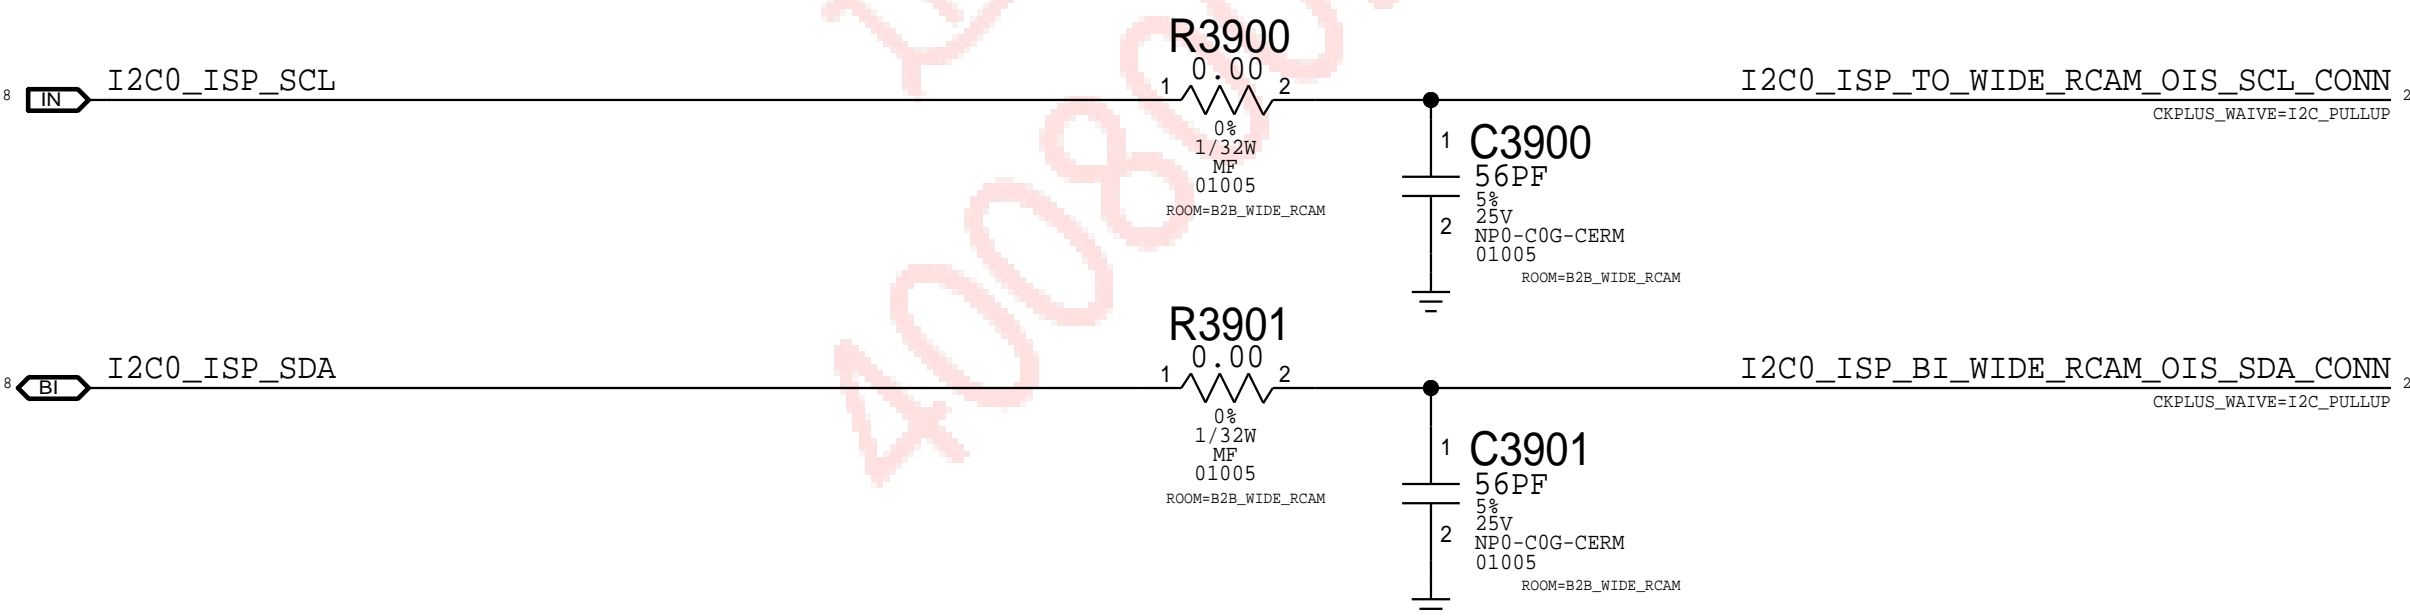 R3900
I2C0_ISP_SCL
0.00
I2C0_ISP_TO_WIDE_RCAM_OIS_SCL_CONN
8
IN
1
2
2
CKPLUS_WAIVE=I2C_PULLUP
0%
1/32W
MF
01005
ROOM=B2B_WIDE_RCAM
1
C3900
56PF
5%
25V
2
NP0-C0G-CERM
01005
ROOM=B2B_WIDE_RCAM
R3901
I2C0_ISP_SDA
0.00
I2C0_ISP_BI_WIDE_RCAM_OIS_SDA_CONN
8
BI
1
2
2
CKPLUS_WAIVE=I2C_PULLUP
0%
1/32W
MF
01005
ROOM=B2B_WIDE_RCAM
1
C3901
56PF
5%
25V
2
NP0-C0G-CERM
01005
ROOM=B2B_WIDE_RCAM